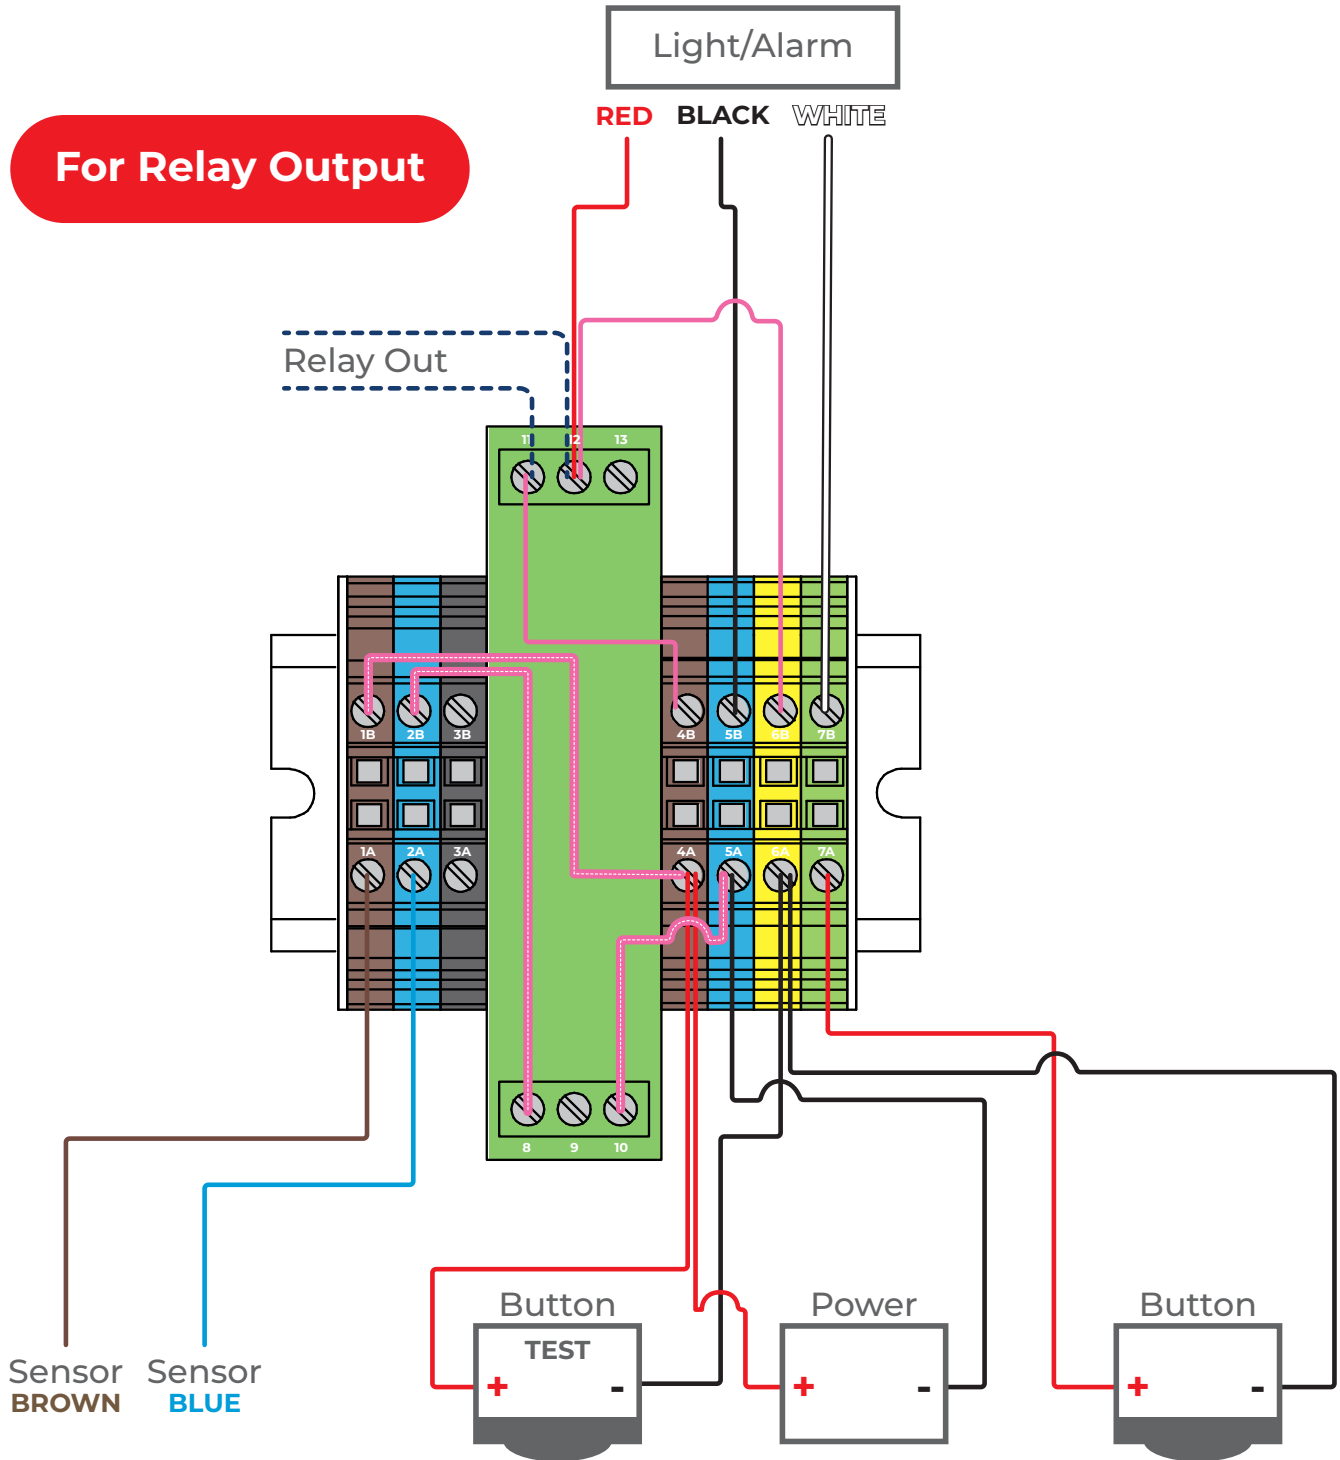 Light/Alarm
RED BLACK WHITE
For Relay Output
Relay Out
11 12 13
1B 2B 3B 4B 5B 6B 7B
1A 2A 3A 4A 5A 6A 7A
8 9 10
Button Power Button
TEST
+ - + - + -
Sensor Sensor
BROWN BLUE